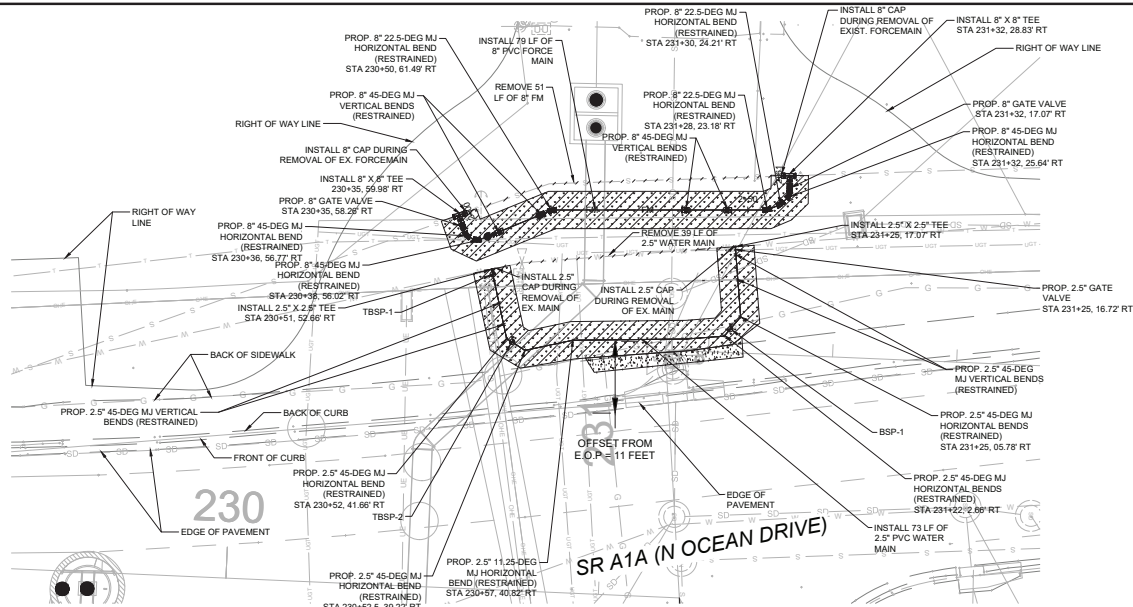 PROP. 8" 22.5-DEG MJ
HORIZONTAL BEND
(RESTRAINED)
STA 230+50, 61.49' RT
INSTALL 79 LF OF
8" PVC FORCE
MAIN
REMOVE 51
LF OF 8" FM
PROP. 8" 22.5-DEG MJ
HORIZONTAL BEND
(RESTRAINED)
STA 231+30, 24.21' RT
INSTALL 8" CAP
DURING REMOVAL OF
EXIST. FORCEMAIN
INSTALL 8" X 8" TEE
STA 231+32, 28.83' RT
RIGHT OF WAY LINE
PROP. 8" 45-DEG MJ
VERTICAL BENDS
(RESTRAINED)
RIGHT OF WAY LINE
INSTALL 8" CAP DURING
REMOVAL OF EX. FORCEMAIN
INSTALL 8" X 8" TEE
230+35, 59.98' RT
PROP. 8" GATE VALVE
STA 230+35, 58.26' RT
PROP. 8" 45-DEG MJ
HORIZONTAL BEND
(RESTRAINED)
STA 230+36, 56.77' RT
PROP. 8" 45-DEG MJ
HORIZONTAL BEND
(RESTRAINED)
STA 230+38, 56.02' RT
INSTALL 2.5" X 2.5" TEE
STA 230+51, 52.66' RT
PROP. 8" 22.5-DEG MJ
HORIZONTAL BEND
(RESTRAINED)
STA 231+28, 23.18' RT
PROP. 8" 45-DEG MJ
VERTICAL BENDS
(RESTRAINED)
PROP. 8" GATE VALVE
STA 231+32, 17.07' RT
PROP. 8" 45-DEG MJ
HORIZONTAL BEND
(RESTRAINED)
STA 231+32, 25.64' RT
RIGHT OF WAY
LINE
REMOVE 39 LF OF
2.5" WATER MAIN
INSTALL 2.5" X 2.5" TEE
STA 231+25, 17.07' RT
INSTALL 2.5"
CAP DURING
REMOVAL OF
EX. MAIN
INSTALL 2.5" CAP
DURING REMOVAL
OF EX. MAIN
TBSP-1
PROP. 2.5" GATE
VALVE
STA 231+25, 16.72' RT
BACK OF SIDEWALK
PROP. 2.5" 45-DEG MJ VERTICAL
BENDS (RESTRAINED)
BACK OF CURB
FRONT OF CURB
PROP. 2.5" 45-DEG
MJ VERTICAL BENDS
(RESTRAINED)
PROP. 2.5" 45-DEG MJ
HORIZONTAL BENDS
(RESTRAINED)
STA 231+25, 05.78' RT
BSP-1
OFFSET FROM
E.O.P = 11 FEET
231
230
PROP. 2.5" 45-DEG MJ
HORIZONTAL BEND
(RESTRAINED)
STA 230+52, 41.66' RT
TBSP-2
PROP. 2.5" 45-DEG MJ
HORIZONTAL BENDS
(RESTRAINED)
STA 231+22, 2.66' RT
EDGE OF
PAVEMENT
EDGE OF PAVEMENT
INSTALL 73 LF OF
2.5" PVC WATER
MAIN
SR A1A (N OCEAN DRIVE)
PROP. 2.5" 11.25-DEG
MJ HORIZONTAL
BEND (RESTRAINED)
STA 230+57, 40.82' RT
PROP. 2.5" 45-DEG MJ
HORIZONTAL BEND
(RESTRAINED)
STA 230+52.5, 39.22' RT